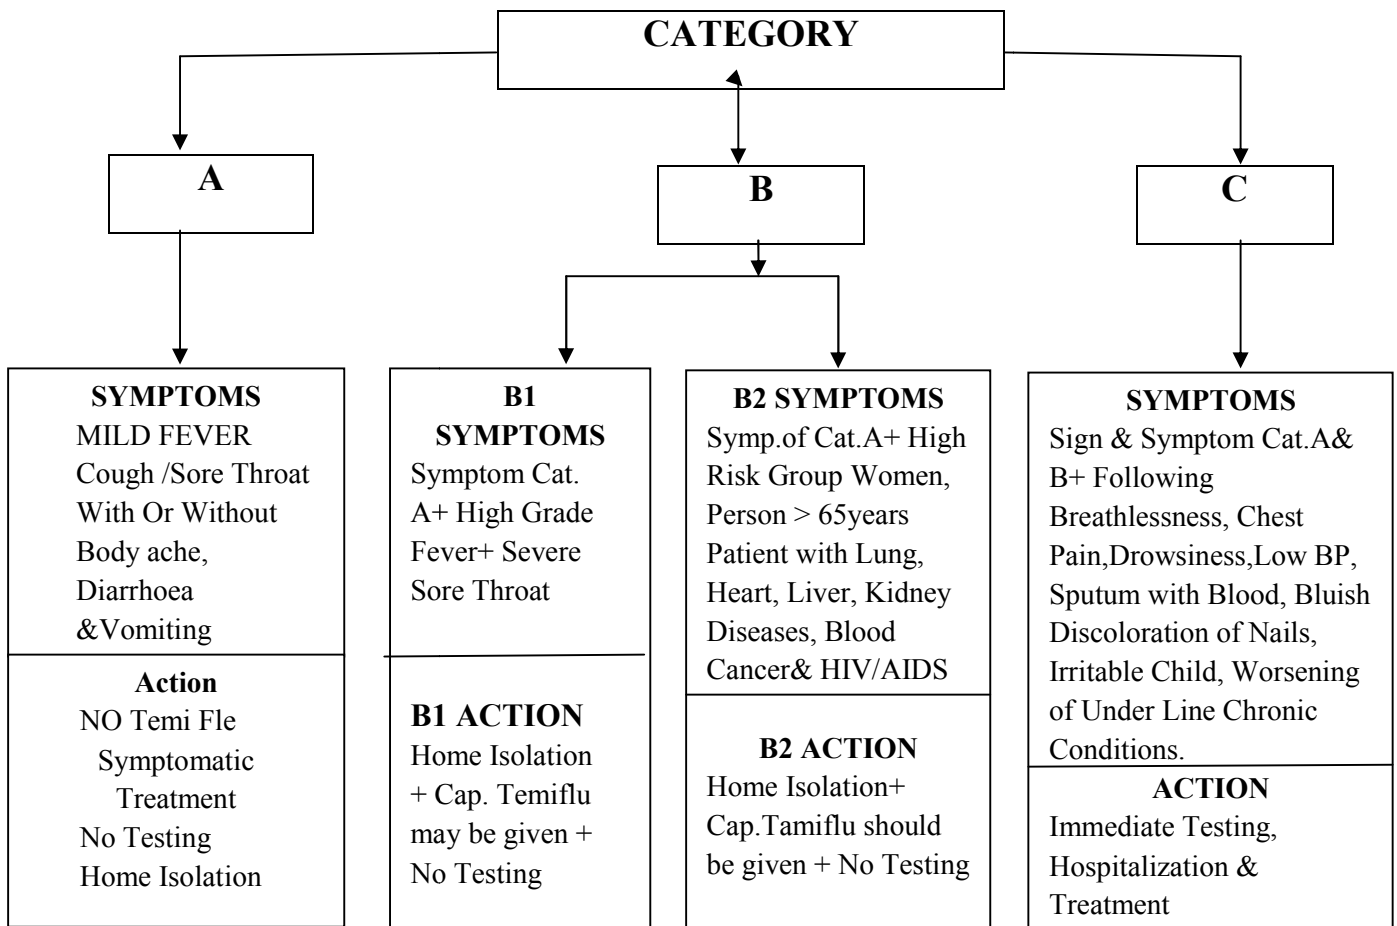 CATEGORY
A
B
C
SYMPTOMS
MILD FEVER
Cough /Sore Throat
With Or Without
Body ache,
Diarrhoea
&Vomiting
Action
NO Temi Fle
Symptomatic
Treatment
No Testing
Home Isolation
B1
SYMPTOMS
Symptom Cat.
A+ High Grade
Fever+ Severe
Sore Throat
B1 ACTION
Home Isolation
+ Cap. Temiflu
may be given +
No Testing
B2 SYMPTOMS
Symp.of Cat.A+ High
Risk Group Women,
Person > 65years
Patient with Lung,
Heart, Liver, Kidney
Diseases, Blood
Cancer& HIV/AIDS
B2 ACTION
Home Isolation+
Cap.Tamiflu should
be given + No Testing
SYMPTOMS
Sign & Symptom Cat.A&
B+ Following
Breathlessness, Chest
Pain,Drowsiness,Low BP,
Sputum with Blood, Bluish
Discoloration of Nails,
Irritable Child, Worsening
of Under Line Chronic
Conditions.
ACTION
Immediate Testing,
Hospitalization &
Treatment